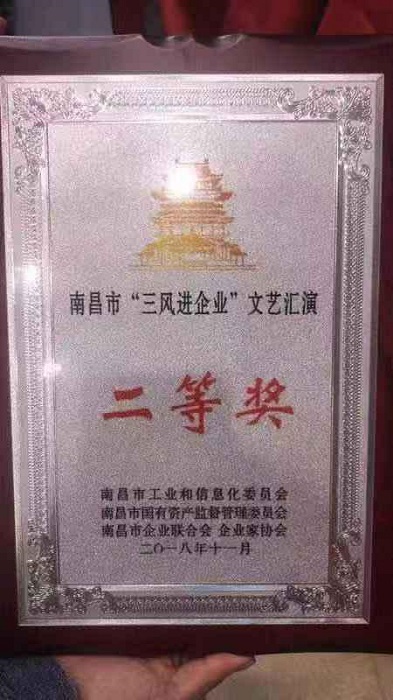 南昌市“三风进企业”文艺汇演
二等奖
南昌市工业和信息化委员会
南昌市国有资产监督管理委员会
南昌市企业联合会 企业家协会
二〇一八年十一月